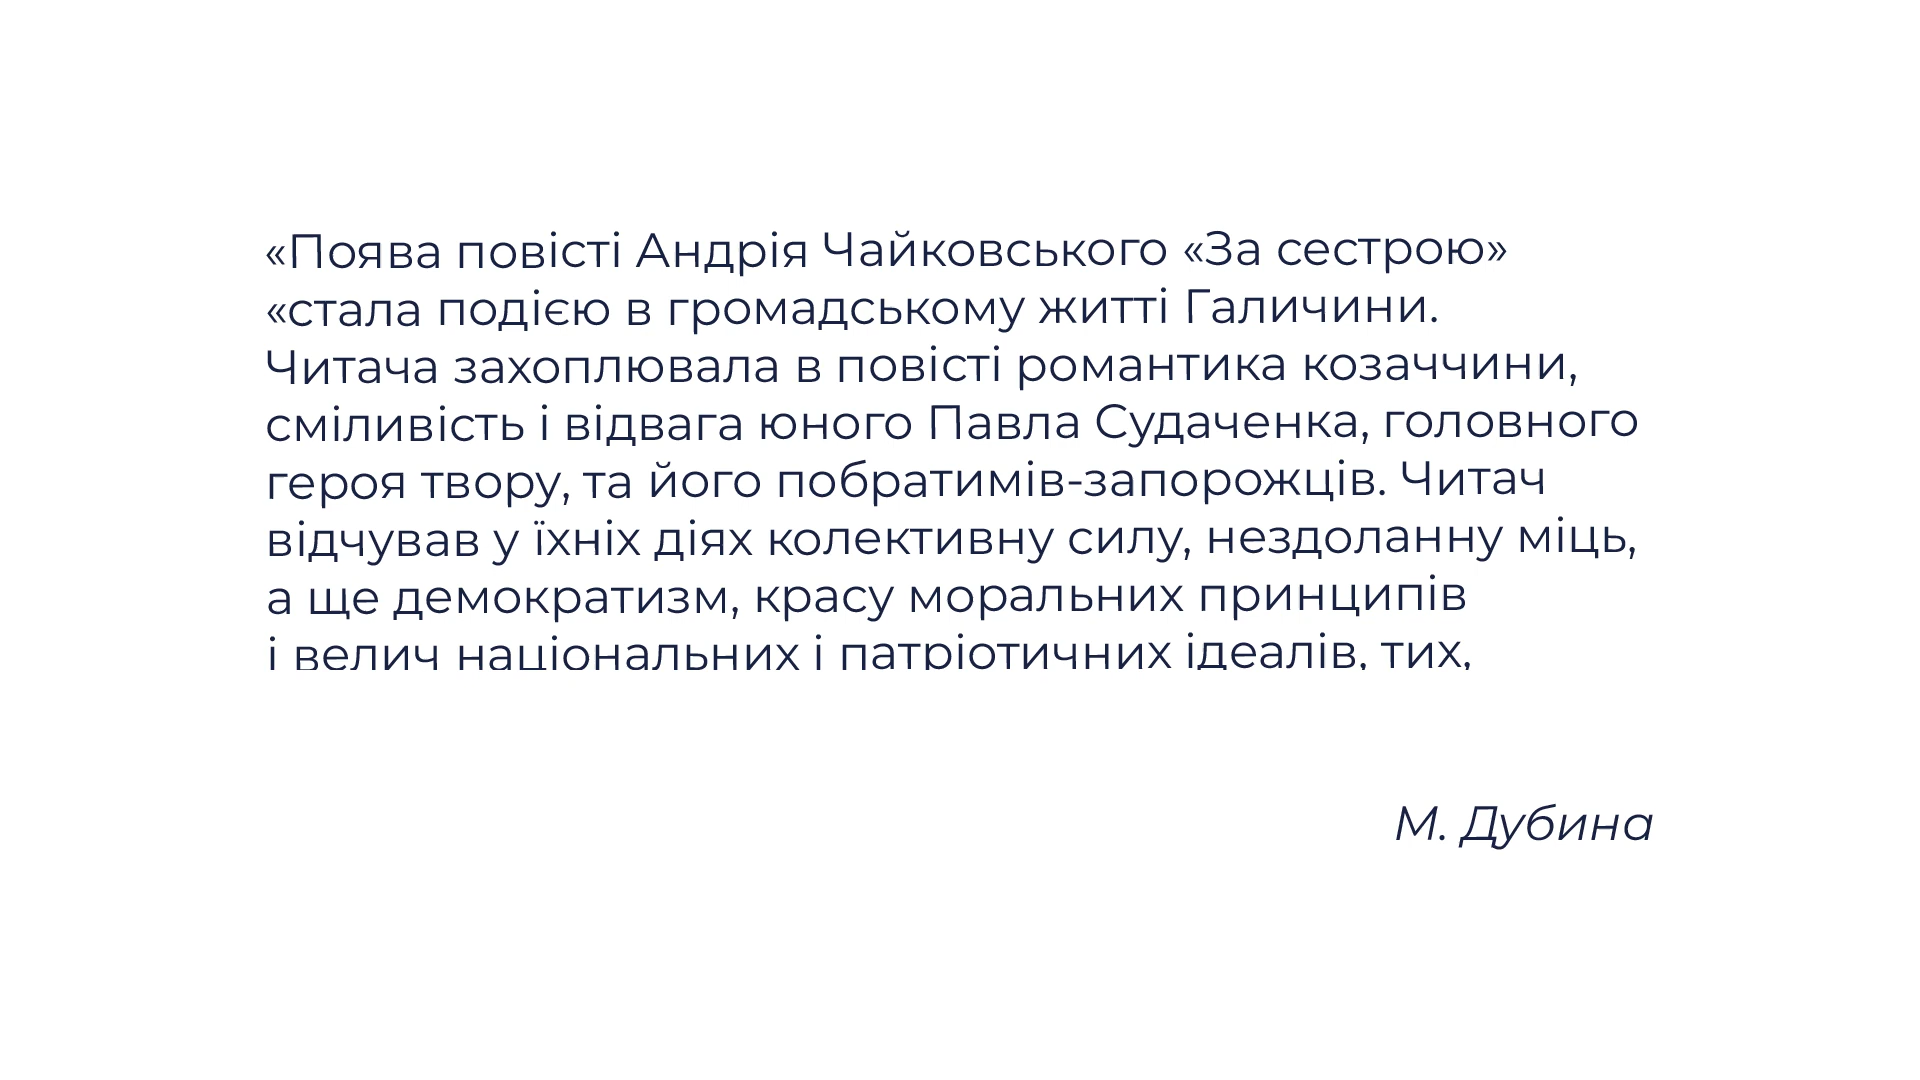 «Поява повісті Андрія Чайковського «За сестрою»
«стала подією в громадському житті Галичини.
Читача захоплювала в повісті романтика козаччини,
сміливість і відвага юного Павла Судаченка, головного
героя твору, та його побратимів-запорожців. Читач
відчував у їхніх діях колективну силу, нездоланну міць,
а ще демократизм, красу моральних принципів
і велич національних і патріотичних ідеалів, тих,
М. Дубина